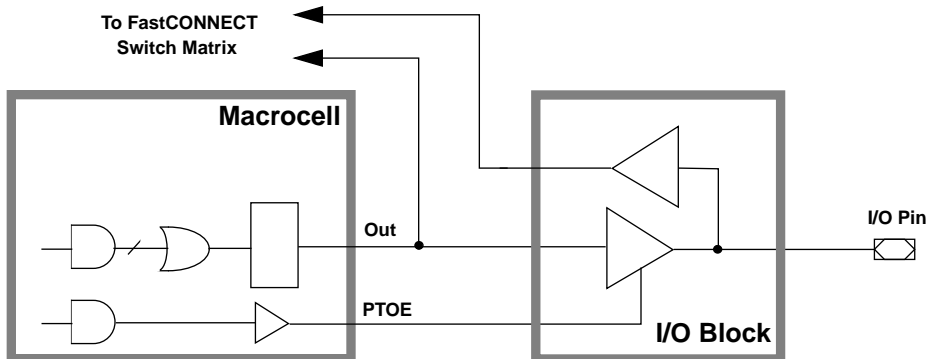 To FastCONNECT
Switch Matrix
Macrocell
I/O Pin
Out
PTOE
I/O Block